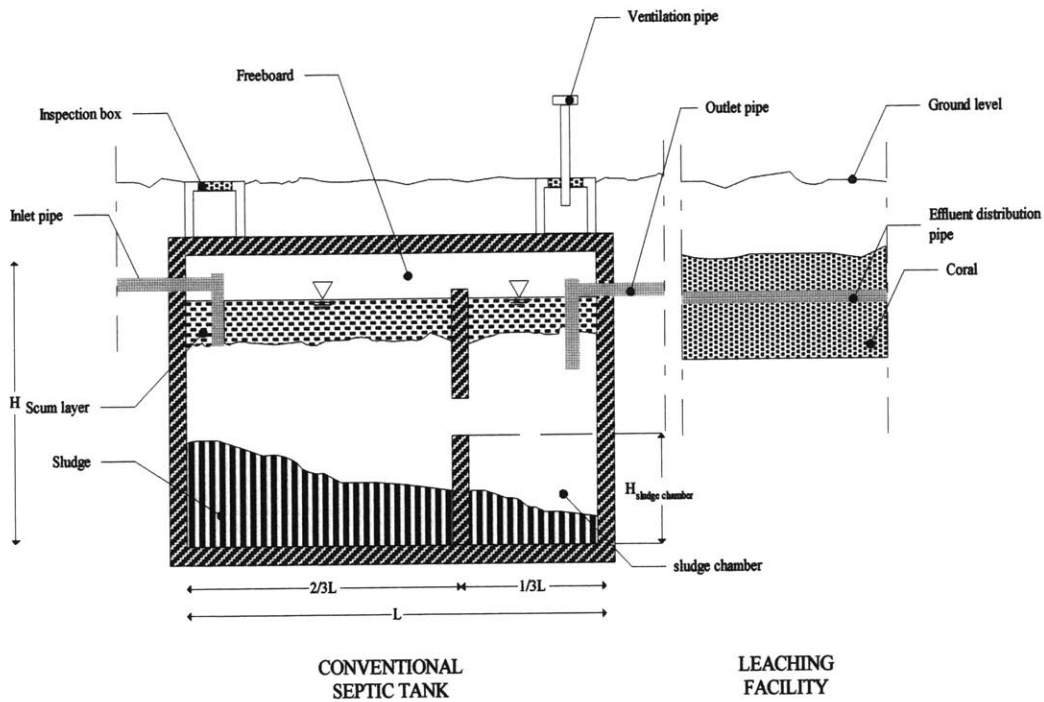 Ventilation pipe
Freeboard
Inspection box
Outlet pipe
Ground level
Inlet pipe
Effluent distribution
pipe
Coral
H
Scum layer
Sludge
H sludge chamber
sludge chamber
2/3L
1/3L
L
CONVENTIONAL
SEPTIC TANK
LEACHING
FACILITY